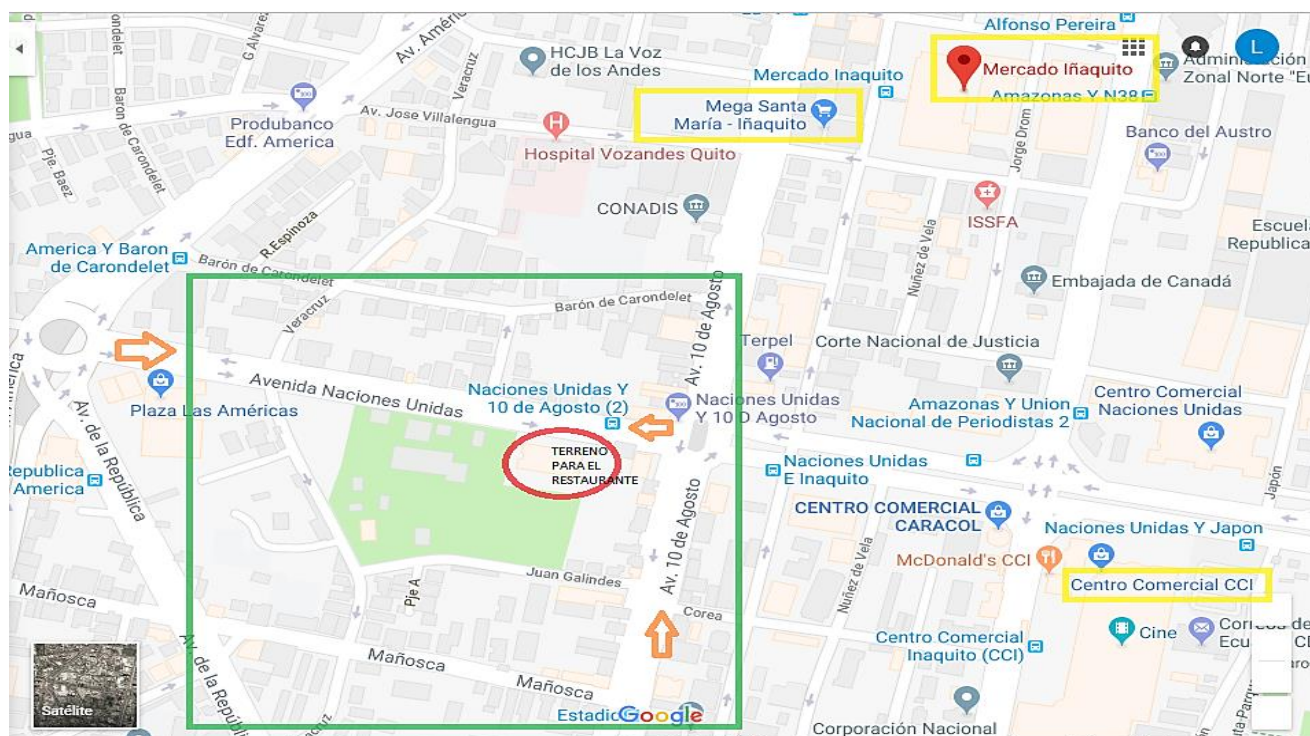 Alfonso Pereira
Carondelet
G Alvarez
Av. América
HCJB La Voz
de los Andes
Mercado Inaquito
Mercado Iñaquito
L
Zonal Norte "Eu
Amazonas Y N38
Baron de Carondelet
Veracruz
Produbanco
Edf. America
Av. Jose Villalengua
Mega Santa
María - Iñaquito
Jorge Drom
Banco del Austro
Hospital Vozandes Quito
Pje. Baez
CONADIS
ISSFA
R.Espinoza
Nuñez de Vela
Escuela
Republica
America Y Baron
de Carondelet
Barón de Carondelet
Barón de Carondelet
Embajada de Canadá
Veracruz
Av. 10 de Agosto
Terpel
Corte Nacional de Justicia
Plaza Las Américas
Avenida Naciones Unidas
Naciones Unidas Y
10 de Agosto (2)
Naciones Unidas
Y 10 D Agosto
Amazonas Y Union
Nacional de Periodistas 2
Centro Comercial
Naciones Unidas
Av. de la República
TERRENO
PARA EL
RESTAURANTE
Republica
America
Naciones Unidas
E Inaquito
Japón
Av. 10 de Agosto
CENTRO COMERCIAL
CARACOL
Naciones Unidas Y Japon
McDonald's CCI
Nuñez de Vela
Centro Comercial CCI
Juan Galindes
Pje A
Mañosca
Corea
Centro Comercial
Inaquito (CCI)
Cine
Correos de
Ecu
Mañosca
Mañosca
Av. de la República
Veracruz
Satélite
Estadio
Google
Corporación Nacional